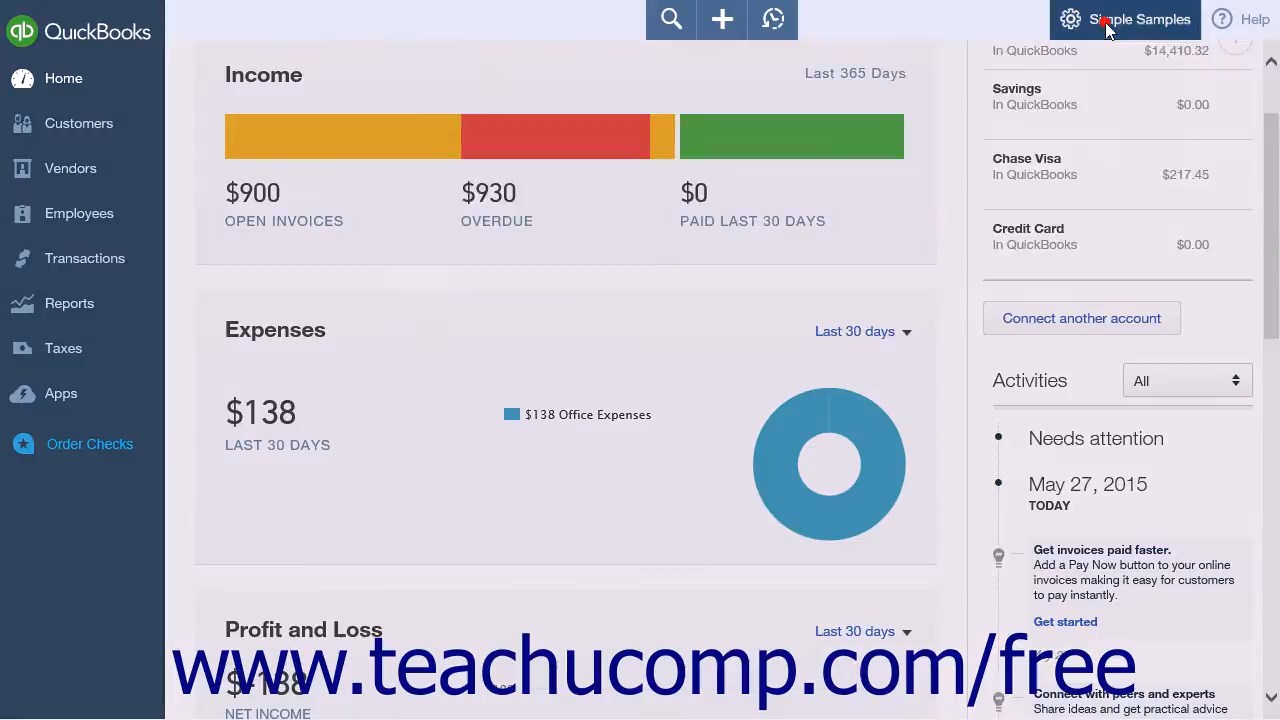 QuickBooks
Simple Samples
Help
Home
Customers
Vendors
Employees
Transactions
Reports
Taxes
Apps
Order Checks
Income
Last 365 Days
$900
OPEN INVOICES
$930
OVERDUE
$0
PAID LAST 30 DAYS
Expenses
Last 30 days
$138
LAST 30 DAYS
$138 Office Expenses
Profit and Loss
Last 30 days
NET INCOME
In QuickBooks $14,410.32
Savings
In QuickBooks $0.00
Chase Visa
In QuickBooks $217.45
Credit Card
In QuickBooks $0.00
Connect another account
Activities
All
Needs attention
May 27, 2015
TODAY
Get invoices paid faster.
Add a Pay Now button to your online
invoices making it easy for customers
to pay instantly.
Get started
Connect with peers and experts
Share ideas and get practical advice
www.teachucomp.com/free